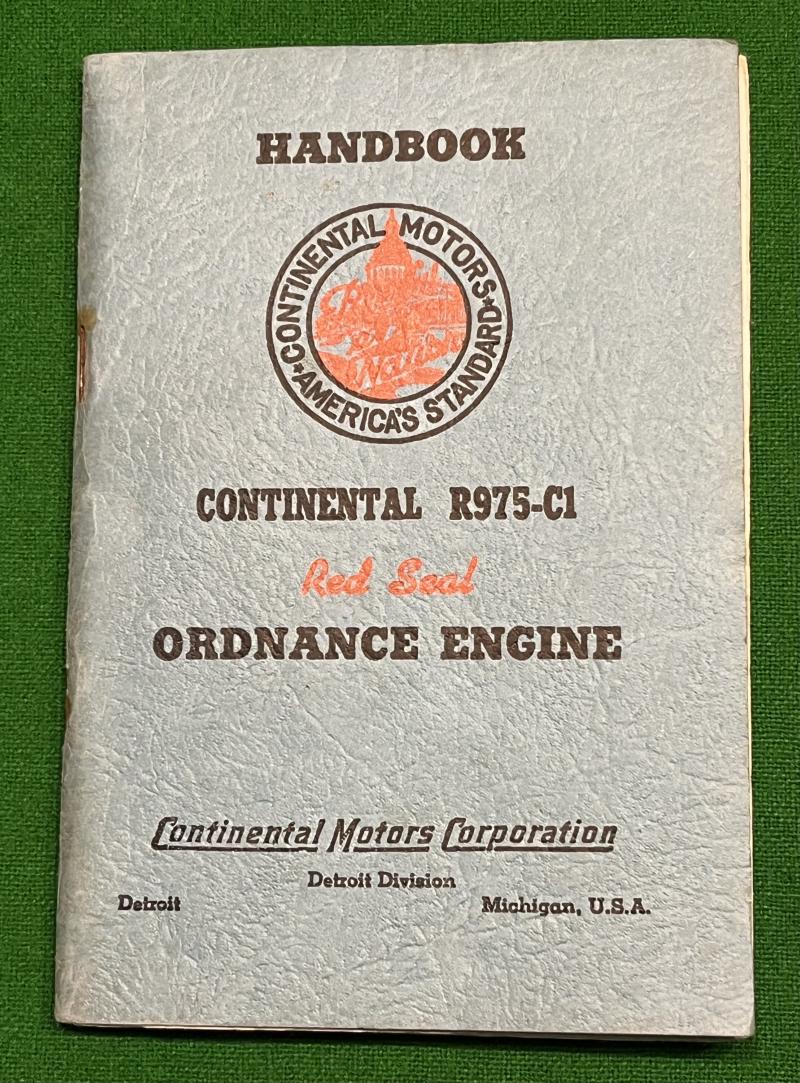 HANDBOOK
CONTINENTAL MOTORS
AMERICA'S STANDARD
CONTINENTAL R975-C1
Red Seal
ORDNANCE ENGINE
Continental Motors Corporation
Detroit Division
Detroit Michigan, U.S.A.